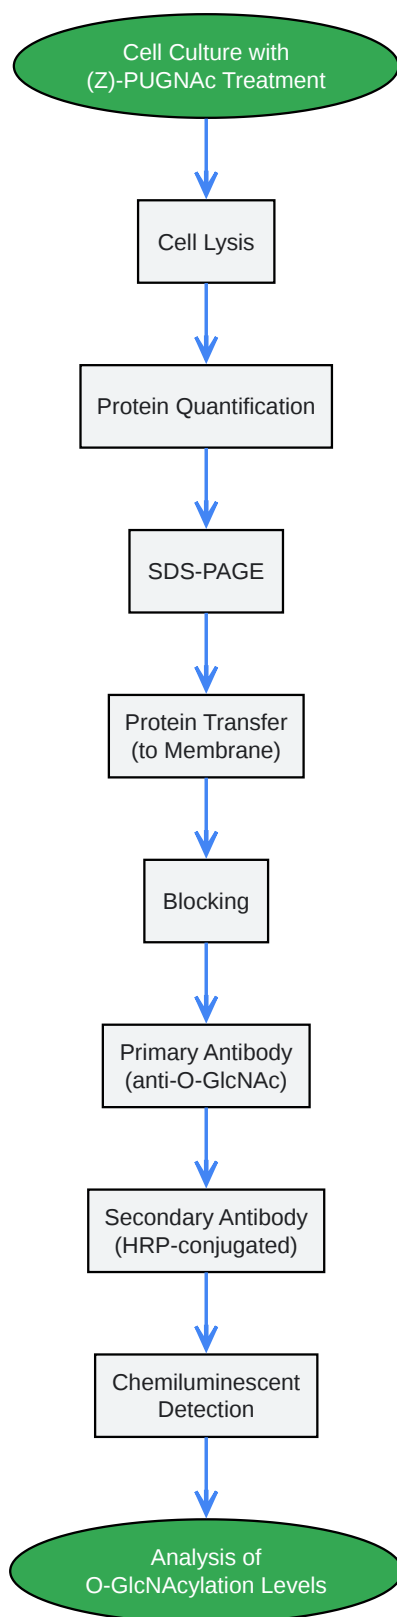 Cell Culture with
(Z)-PUGNAc Treatment
Cell Lysis
Protein Quantification
SDS-PAGE
Protein Transfer
(to Membrane)
Blocking
Primary Antibody
(anti-O-GlcNAc)
Secondary Antibody
(HRP-conjugated)
Chemiluminescent
Detection
Analysis of
O-GlcNAcylation Levels